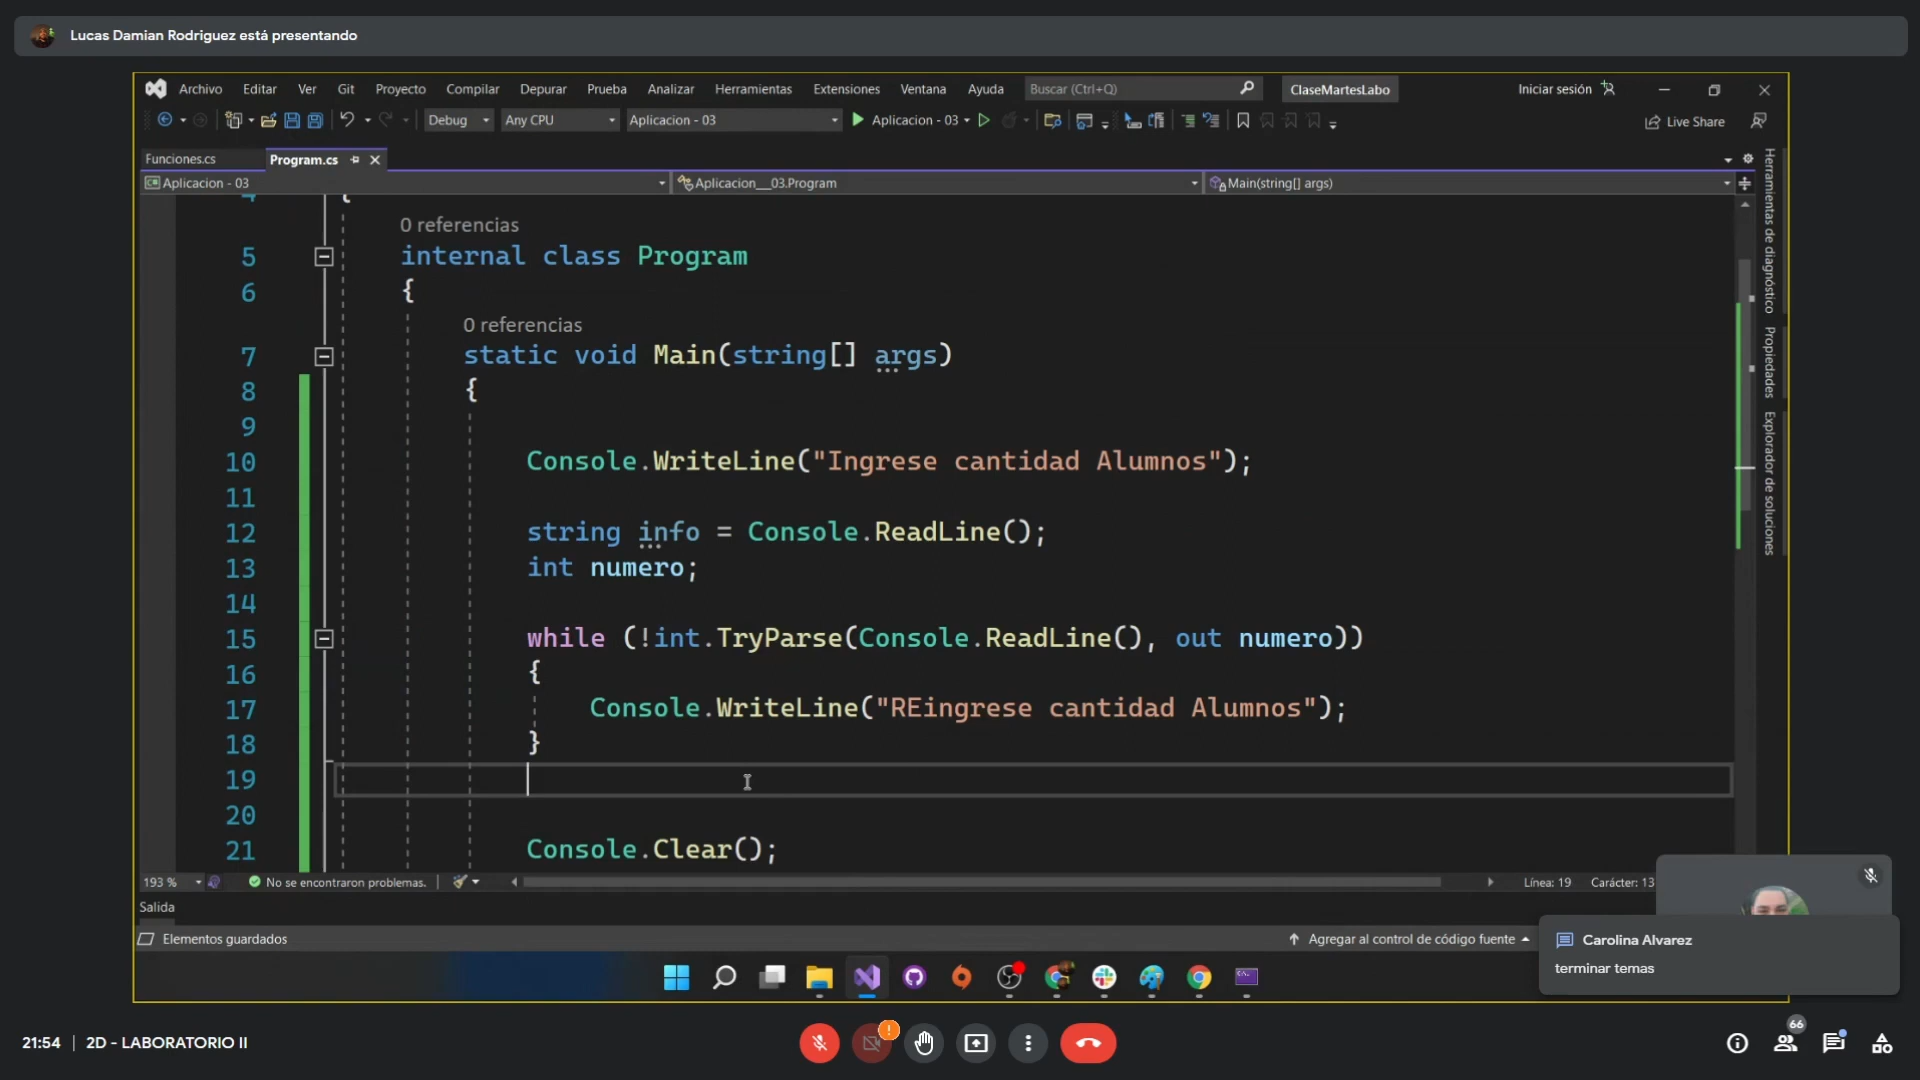 Lucas Damian Rodriguez está presentando
Archivo Editar Ver Git Proyecto Compilar Depurar Prueba Analizar Herramientas Extensiones Ventana Ayuda Buscar (Ctrl+Q) ClaseMartesLabo Iniciar sesión
Debug Any CPU Aplicacion - 03 Aplicacion - 03 Live Share
Funciones.cs Program.cs
Aplicacion - 03 Aplicacion__03.Program Main(string[] args)
4 {
0 referencias
5 internal class Program
6 {
0 referencias
7 static void Main(string[] args)
8 {
9
10 Console.WriteLine("Ingrese cantidad Alumnos");
11
12 string info = Console.ReadLine();
13 int numero;
14
15 while (!int.TryParse(Console.ReadLine(), out numero))
16 {
17 Console.WriteLine("REingrese cantidad Alumnos");
18 }
19
20
21 Console.Clear();
Herramientas de diagnóstico
Propiedades
Explorador de soluciones
193 % No se encontraron problemas. Línea: 19 Carácter: 13
Salida
Elementos guardados Agregar al control de código fuente
Carolina Alvarez
terminar temas
21:54 | 2D - LABORATORIO II
66